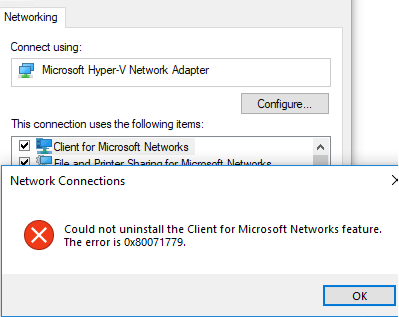 Networking
Connect using:
Microsoft Hyper-V Network Adapter
Configure...
This connection uses the following items:
Client for Microsoft Networks
File and Printer Sharing for Microsoft Networks
Network Connections
Could not uninstall the Client for Microsoft Networks feature.
The error is 0x80071779.
OK